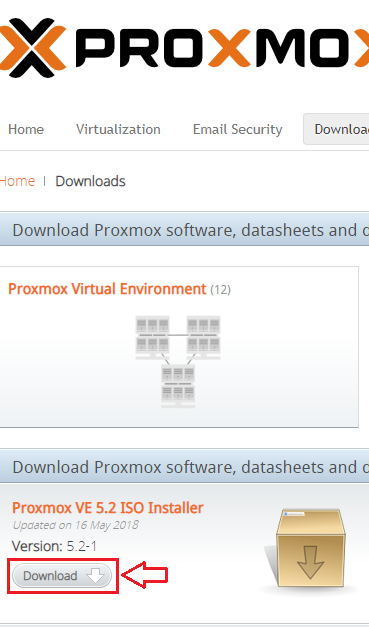 PROXMOX
Home Virtualization Email Security Downloa
Home | Downloads
Download Proxmox software, datasheets and
Proxmox Virtual Environment (12)
Download Proxmox software, datasheets and
Proxmox VE 5.2 ISO Installer
Updated on 16 May 2018
Version: 5.2-1
Download